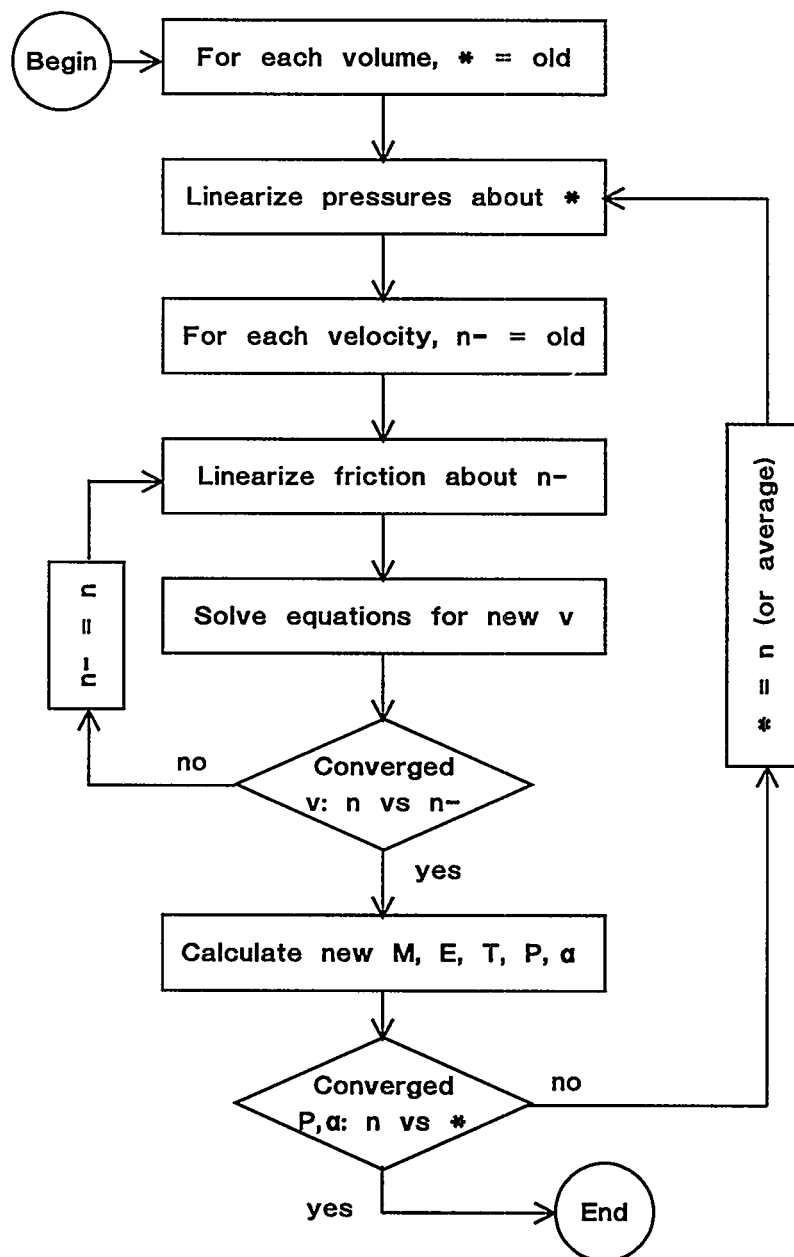 Begin
For each volume, * = old
Linearize pressures about *
For each velocity, n- = old
Linearize friction about n-
Solve equations for new v
n- = n
no
Converged
v: n vs n-
yes
Calculate new M, E, T, P, α
Converged
P,α: n vs *
no
* = n (or average)
yes
End